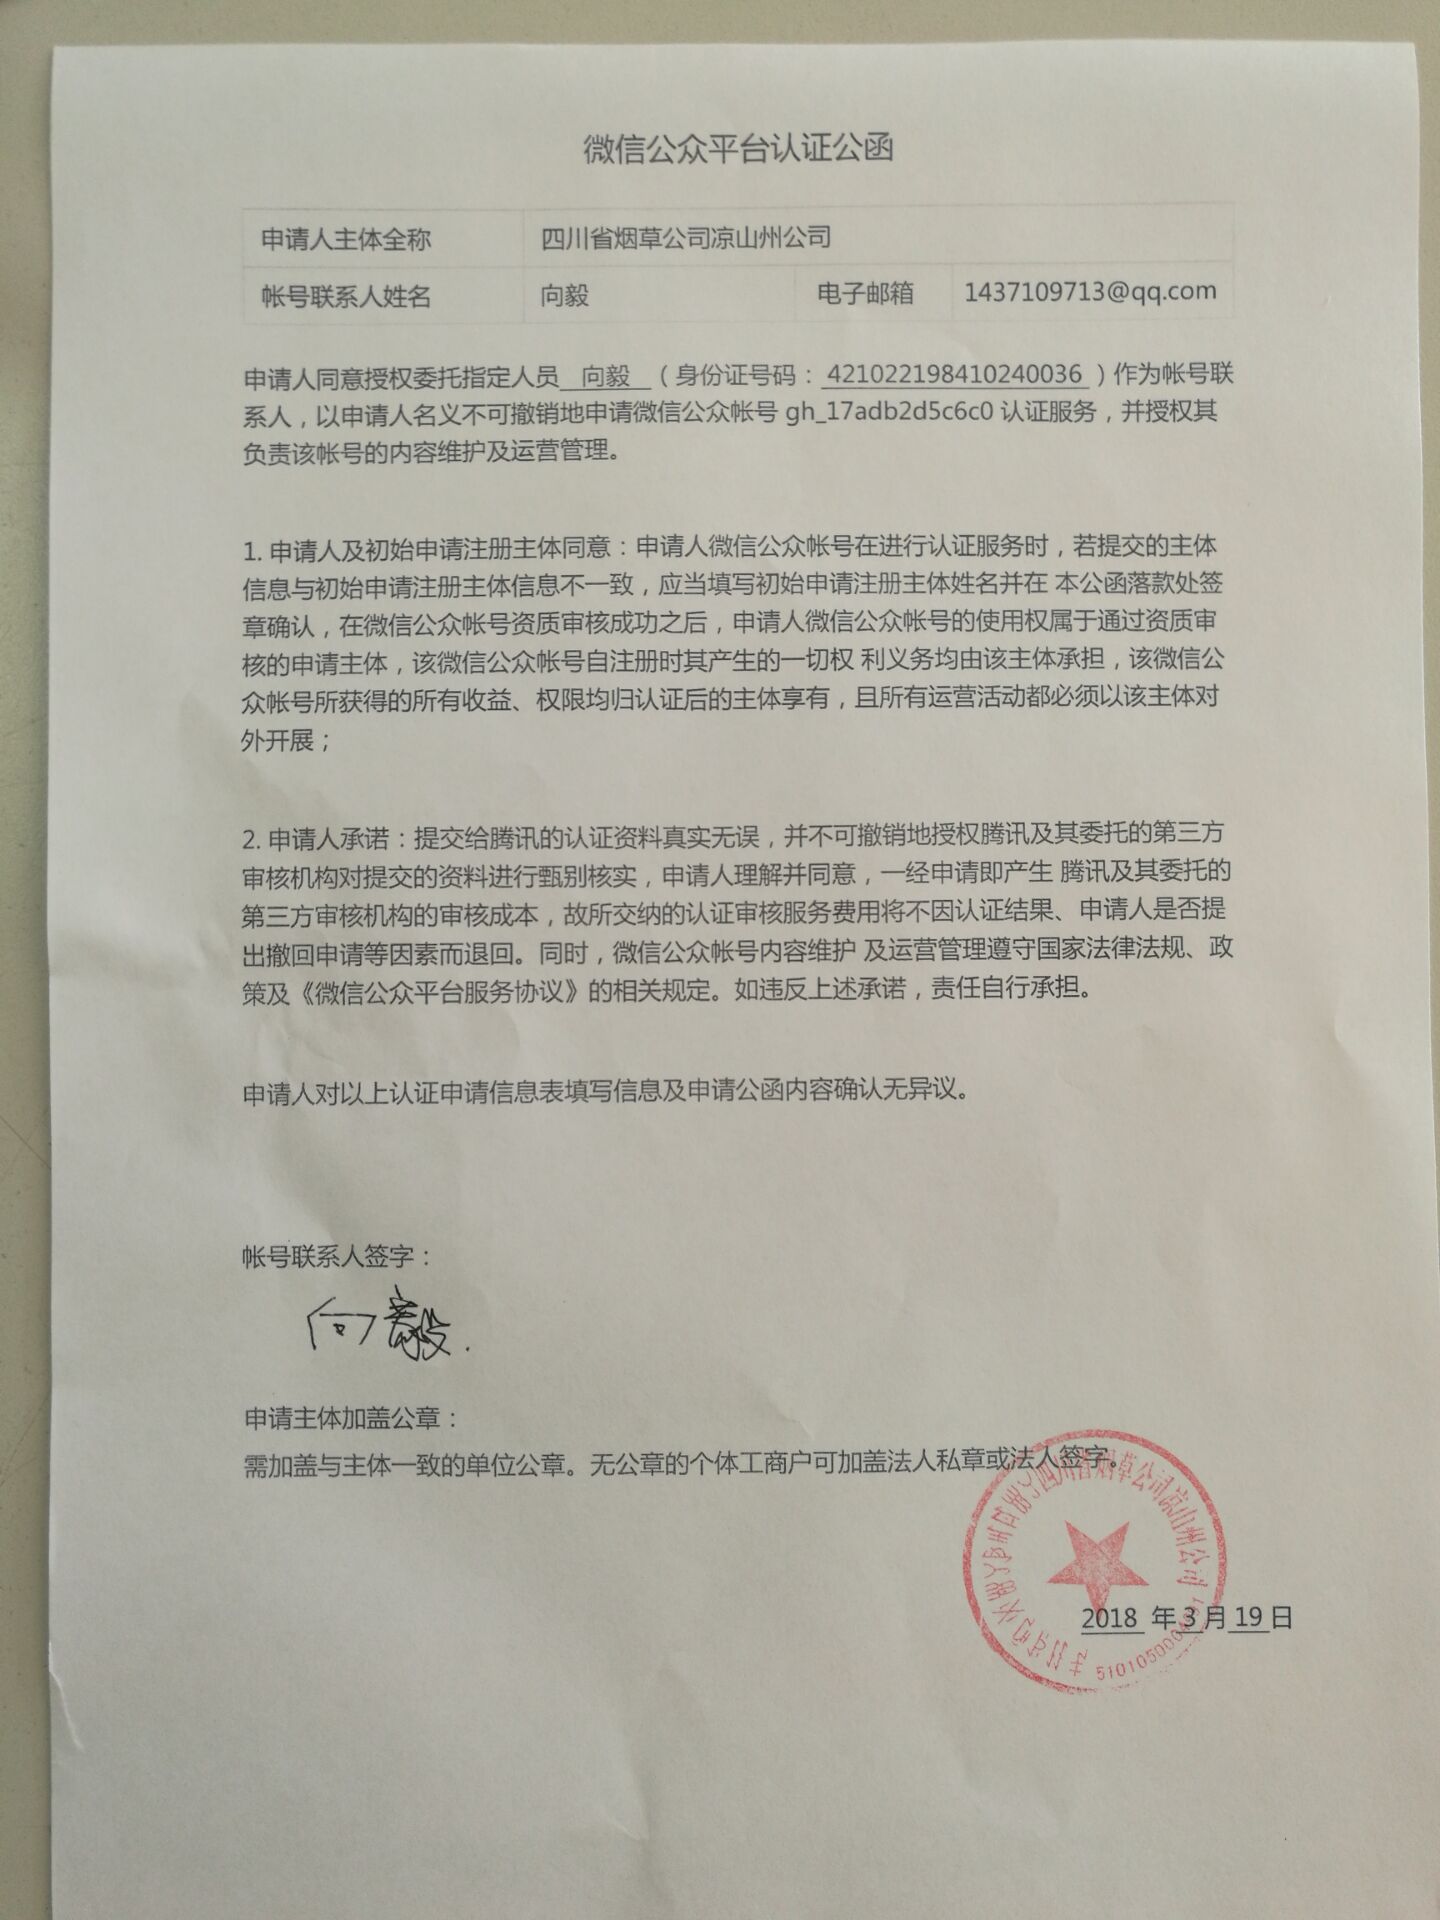 微信公众平台认证公函
申请人主体全称 四川省烟草公司凉山州公司
帐号联系人姓名 向毅 电子邮箱 1437109713@qq.com
申请人同意授权委托指定人员 向毅 （身份证号码：421022198410240036）作为帐号联
系人，以申请人名义不可撤销地申请微信公众帐号 gh_17adb2d5c6c0 认证服务，并授权其
负责该帐号的内容维护及运营管理。
1. 申请人及初始申请注册主体同意：申请人微信公众帐号在进行认证服务时，若提交的主体
信息与初始申请注册主体信息不一致，应当填写初始申请注册主体姓名并在 本公函落款处签
章确认，在微信公众帐号资质审核成功之后，申请人微信公众帐号的使用权属于通过资质审
核的申请主体，该微信公众帐号自注册时其产生的一切权 利义务均由该主体承担，该微信公
众帐号所获得的所有收益、权限均归认证后的主体享有，且所有运营活动都必须以该主体对
外开展；
2. 申请人承诺：提交给腾讯的认证资料真实无误，并不可撤销地授权腾讯及其委托的第三方
审核机构对提交的资料进行甄别核实，申请人理解并同意，一经申请即产生 腾讯及其委托的
第三方审核机构的审核成本，故所交纳的认证审核服务费用将不因认证结果、申请人是否提
出撤回申请等因素而退回。同时，微信公众帐号内容维护 及运营管理遵守国家法律法规、政
策及《微信公众平台服务协议》的相关规定。如违反上述承诺，责任自行承担。
申请人对以上认证申请信息表填写信息及申请公函内容确认无异议。
帐号联系人签字：
向毅.
申请主体加盖公章：
需加盖与主体一致的单位公章。无公章的个体工商户可加盖法人私章或法人签字。
四川省烟草公司凉山州公司
2018 年 3 月 19 日